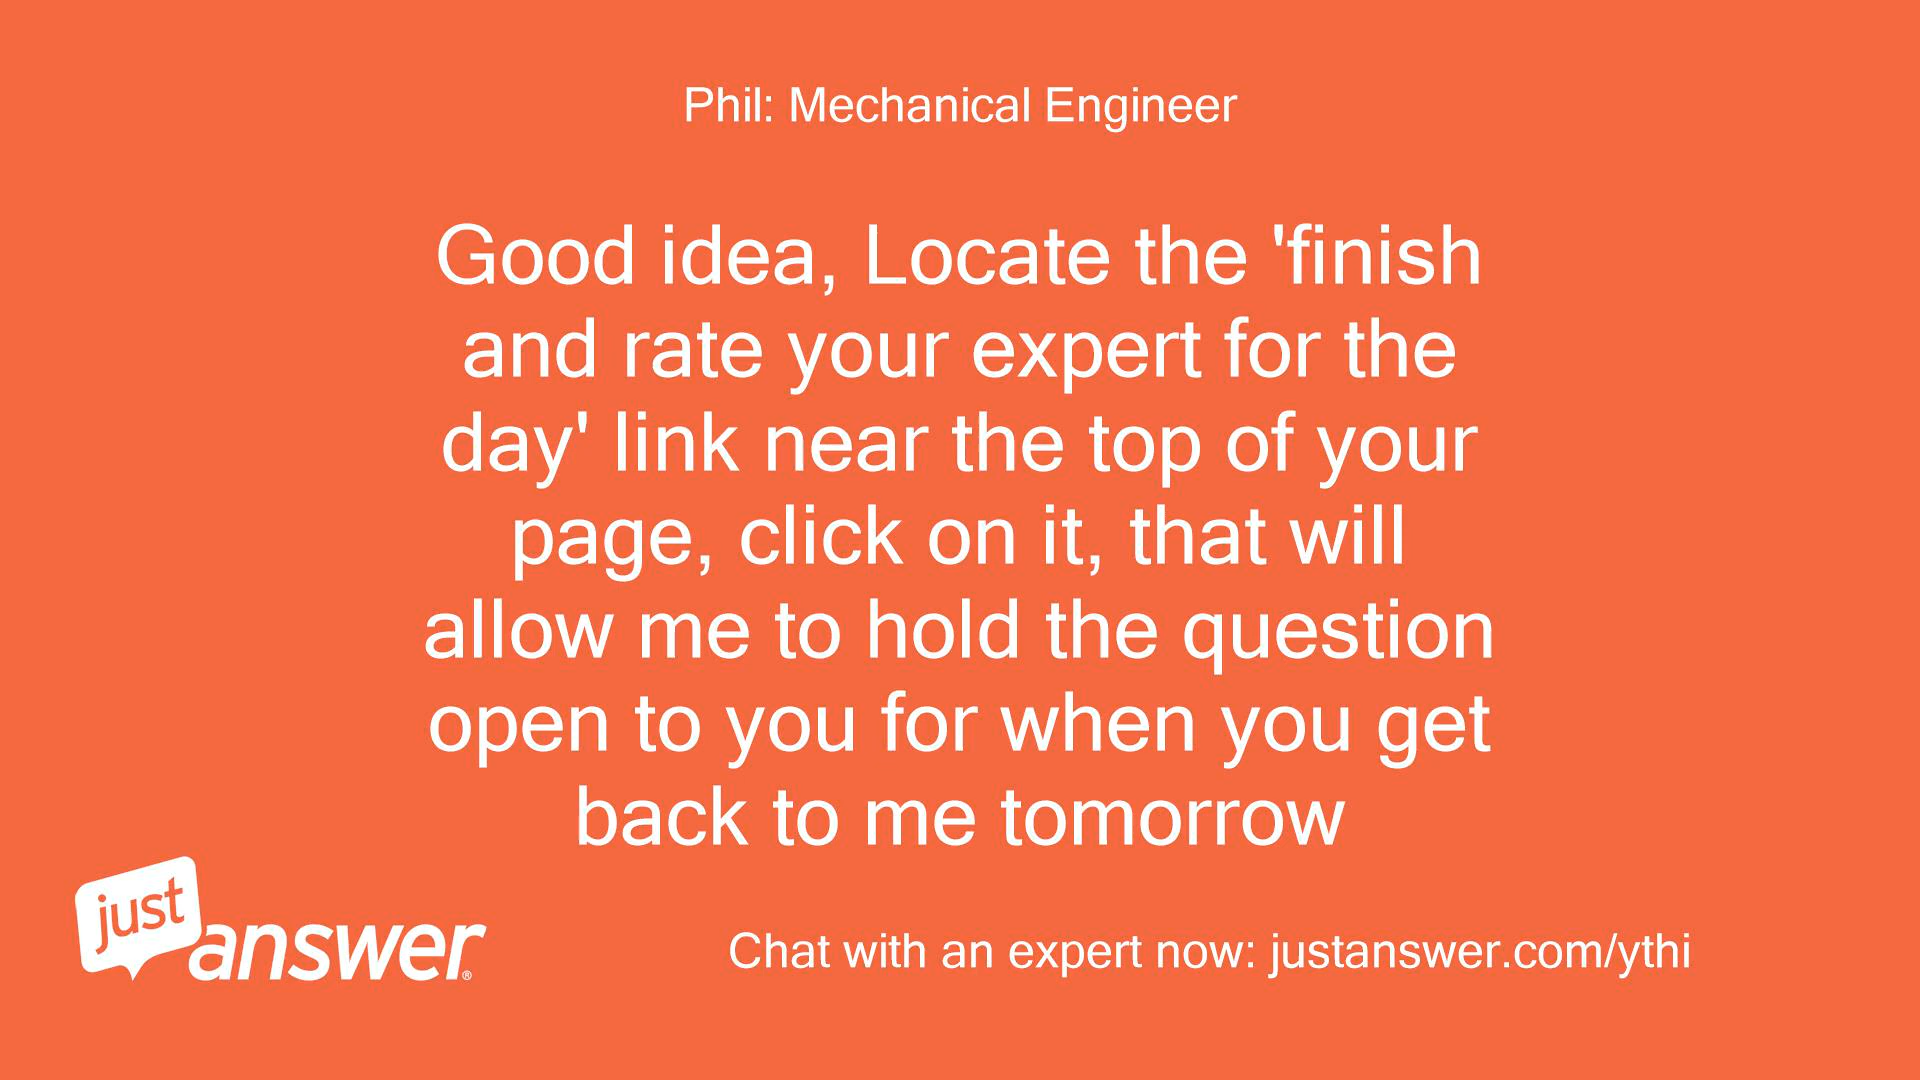 Phil: Mechanical Engineer
Good idea, Locate the 'finish
and rate your expert for the
day' link near the top of your
page, click on it, that will
allow me to hold the question
open to you for when you get
back to me tomorrow
just
answer®
Chat with an expert now: justanswer.com/ythi